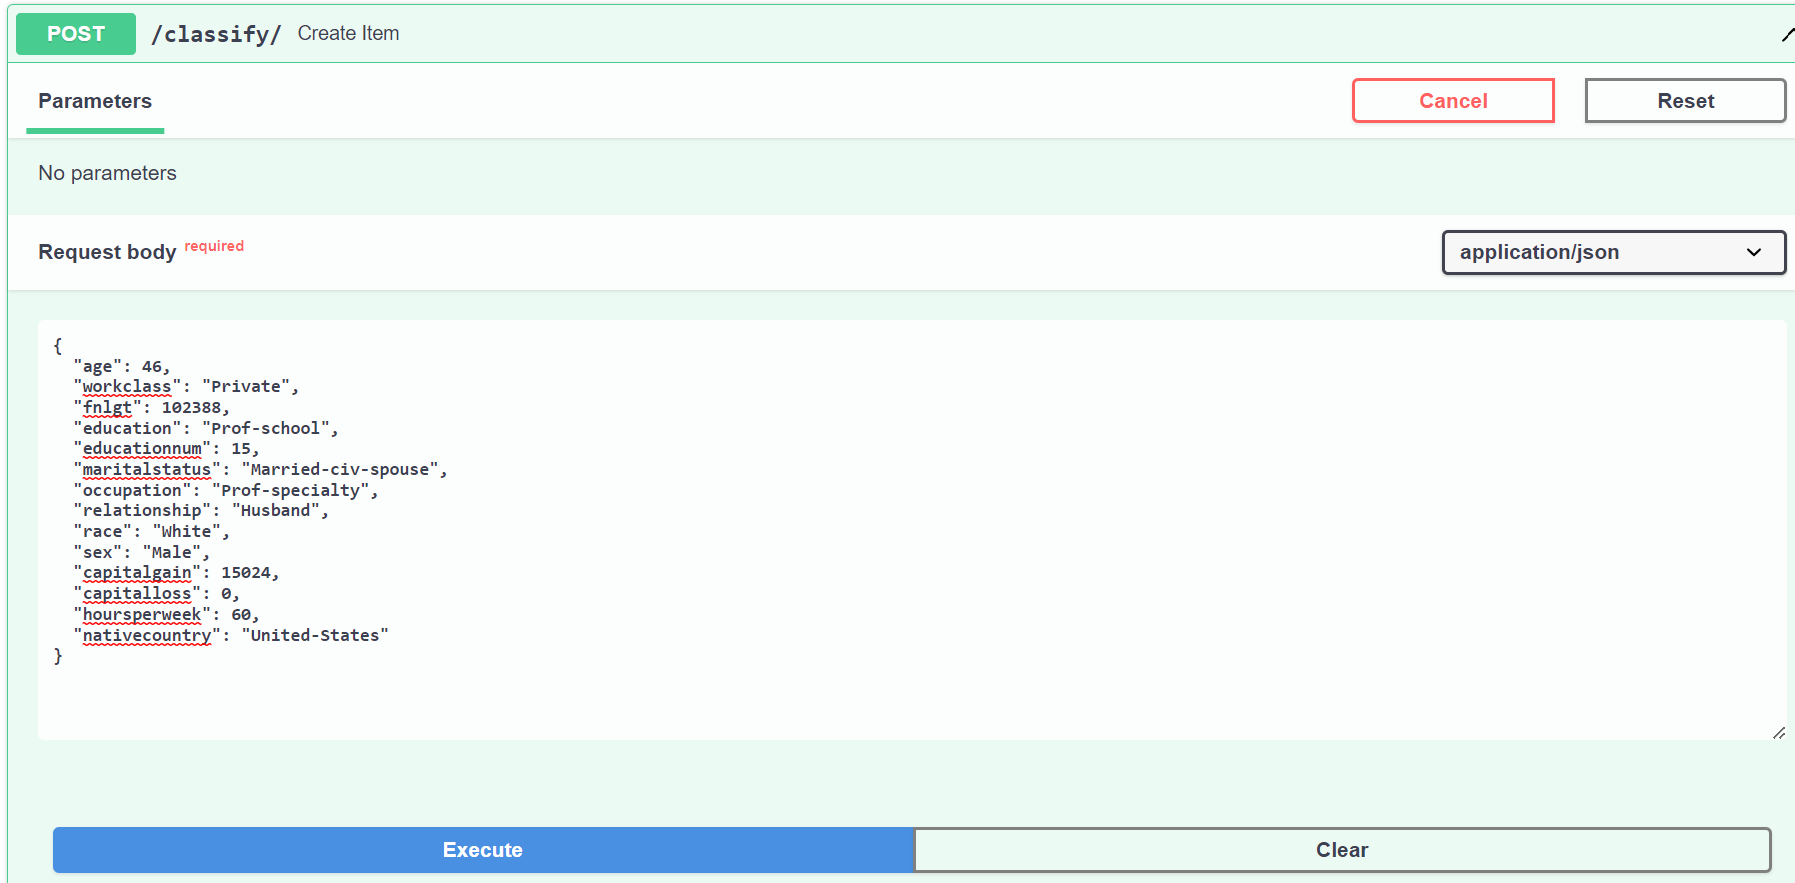 POST /classify/ Create Item
Parameters
Cancel
Reset
No parameters
Request body required
application/json
{
  "age": 46,
  "workclass": "Private",
  "fnlgt": 102388,
  "education": "Prof-school",
  "educationnum": 15,
  "maritalstatus": "Married-civ-spouse",
  "occupation": "Prof-specialty",
  "relationship": "Husband",
  "race": "White",
  "sex": "Male",
  "capitalgain": 15024,
  "capitalloss": 0,
  "hoursperweek": 60,
  "nativecountry": "United-States"
}
Execute
Clear